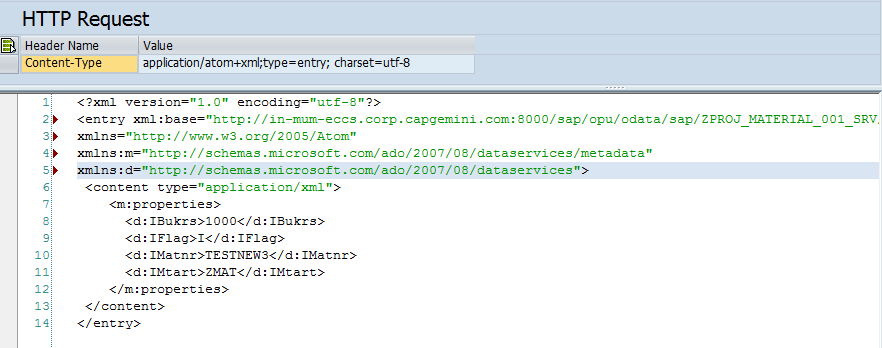 HTTP Request
Header Name Value
Content-Type application/atom+xml;type=entry; charset=utf-8
1 <?xml version="1.0" encoding="utf-8"?>
2 <entry xml:base="http://in-mum-eccs.corp.capgemini.com:8000/sap/opu/odata/sap/ZPROJ_MATERIAL_001_SRV/
3 xmlns="http://www.w3.org/2005/Atom"
4 xmlns:m="http://schemas.microsoft.com/ado/2007/08/dataservices/metadata"
5 xmlns:d="http://schemas.microsoft.com/ado/2007/08/dataservices">
6 <content type="application/xml">
7 <m:properties>
8 <d:IBukrs>1000</d:IBukrs>
9 <d:IFlag>I</d:IFlag>
10 <d:IMatnr>TESTNEW3</d:IMatnr>
11 <d:IMtart>ZMAT</d:IMtart>
12 </m:properties>
13 </content>
14 </entry>